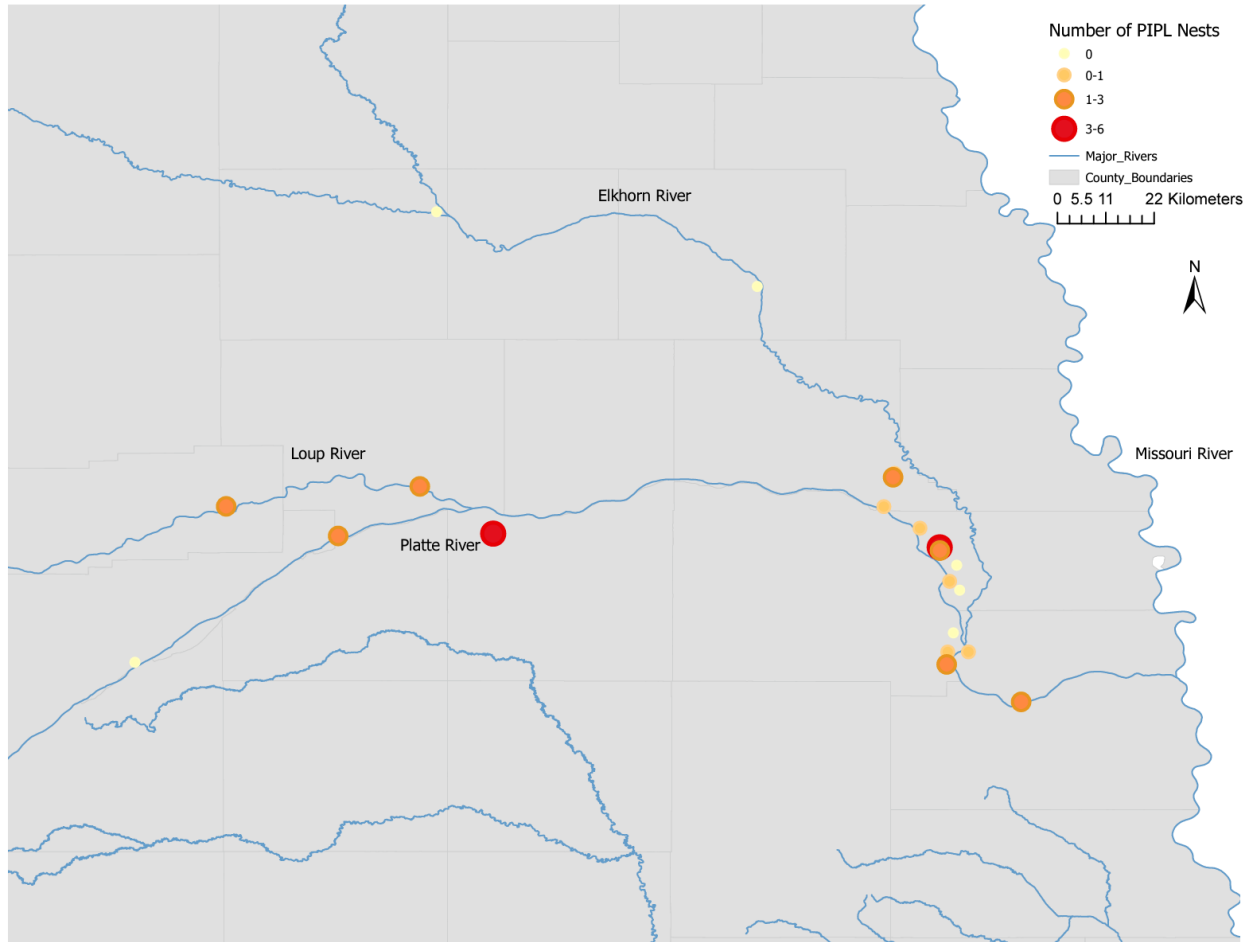 Number of PIPL Nests
0
0-1
1-3
3-6
Major_Rivers
County_Boundaries
0 5.5 11 22 Kilometers
N
Elkhorn River
Loup River
Missouri River
Platte River